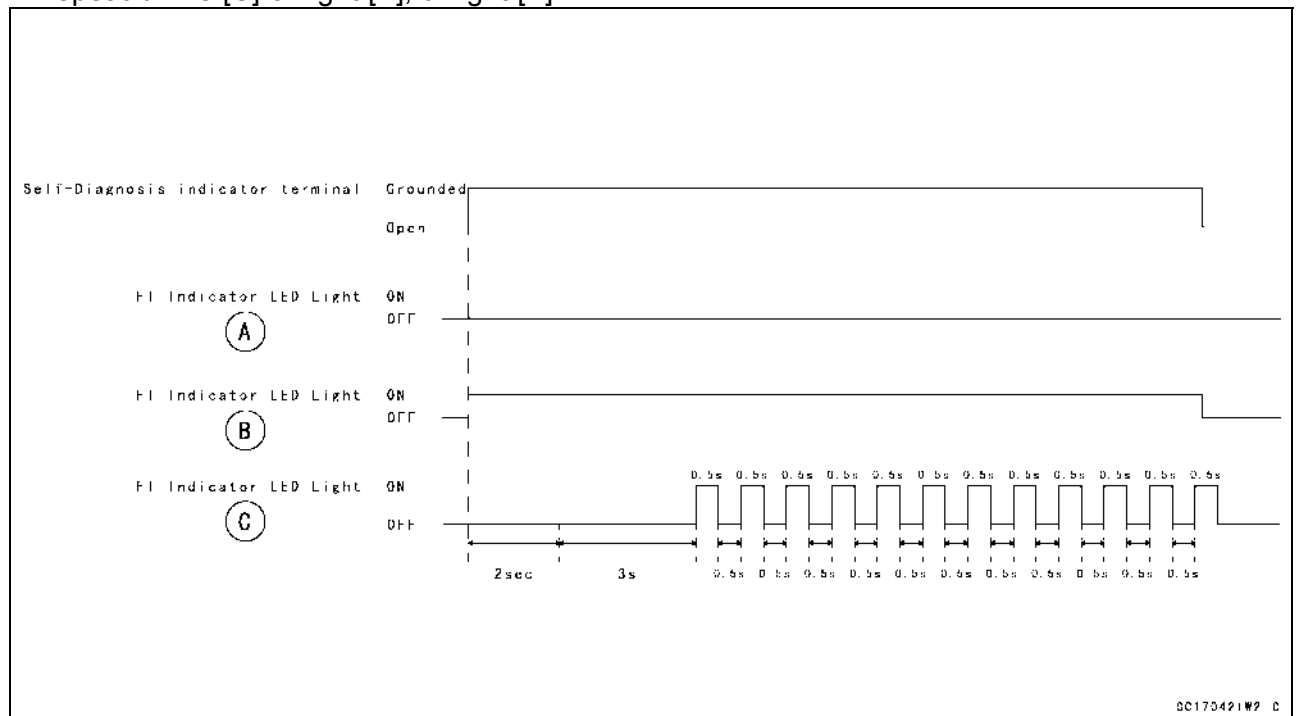 Self-Diagnosis indicator terminal Grounded
Open
FI Indicator LED Light ON
OFF
A
FI Indicator LED Light ON
OFF
B
FI Indicator LED Light ON
OFF
C
0.5s 0.5s 0.5s 0.5s 0.5s 0.5s 0.5s 0.5s 0.5s 0.5s 0.5s 0.5s
2sec 3s 0.5s 0.5s 0.5s 0.5s 0.5s 0.5s 0.5s 0.5s 0.5s 0.5s 0.5s